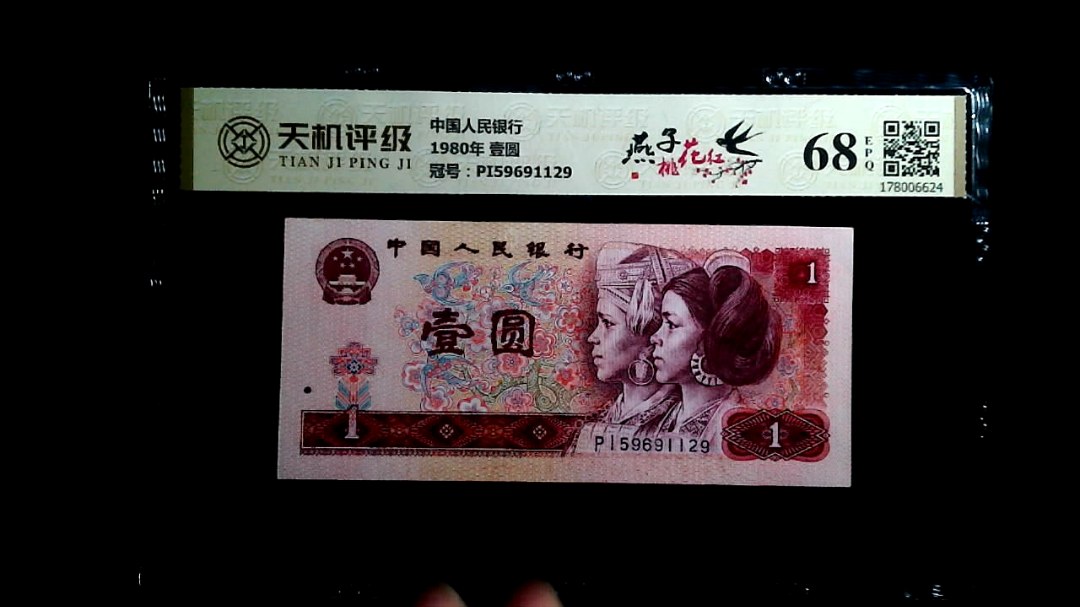 天机评级
TIAN JI PING JI
中国人民银行
1980年 壹圆
冠号：PI59691129
燕子
桃花红
68
EPQ
178006624
中国人民银行
1
壹圆
1
PI59691129
1